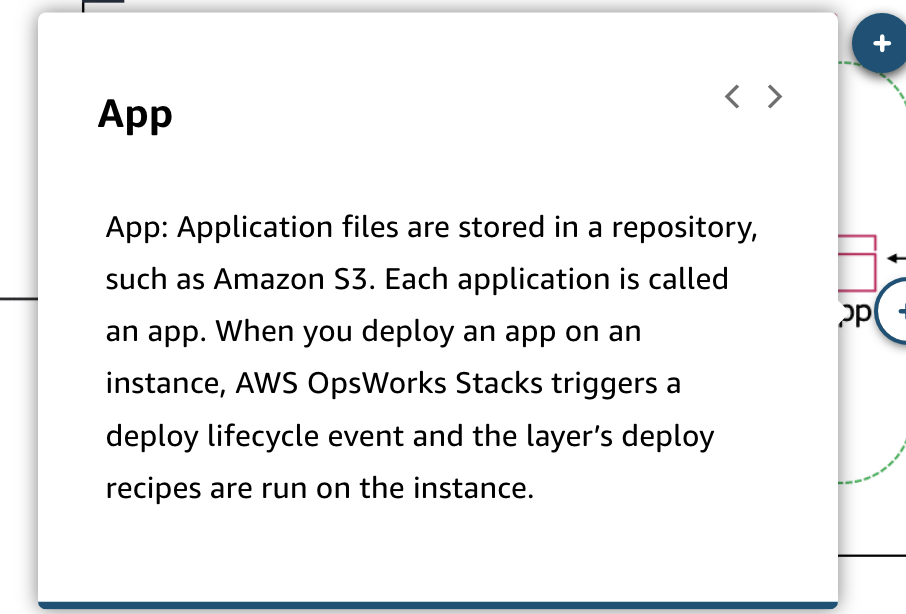 App
App: Application files are stored in a repository,
such as Amazon S3. Each application is called
an app. When you deploy an app on an
instance, AWS OpsWorks Stacks triggers a
deploy lifecycle event and the layer’s deploy
recipes are run on the instance.